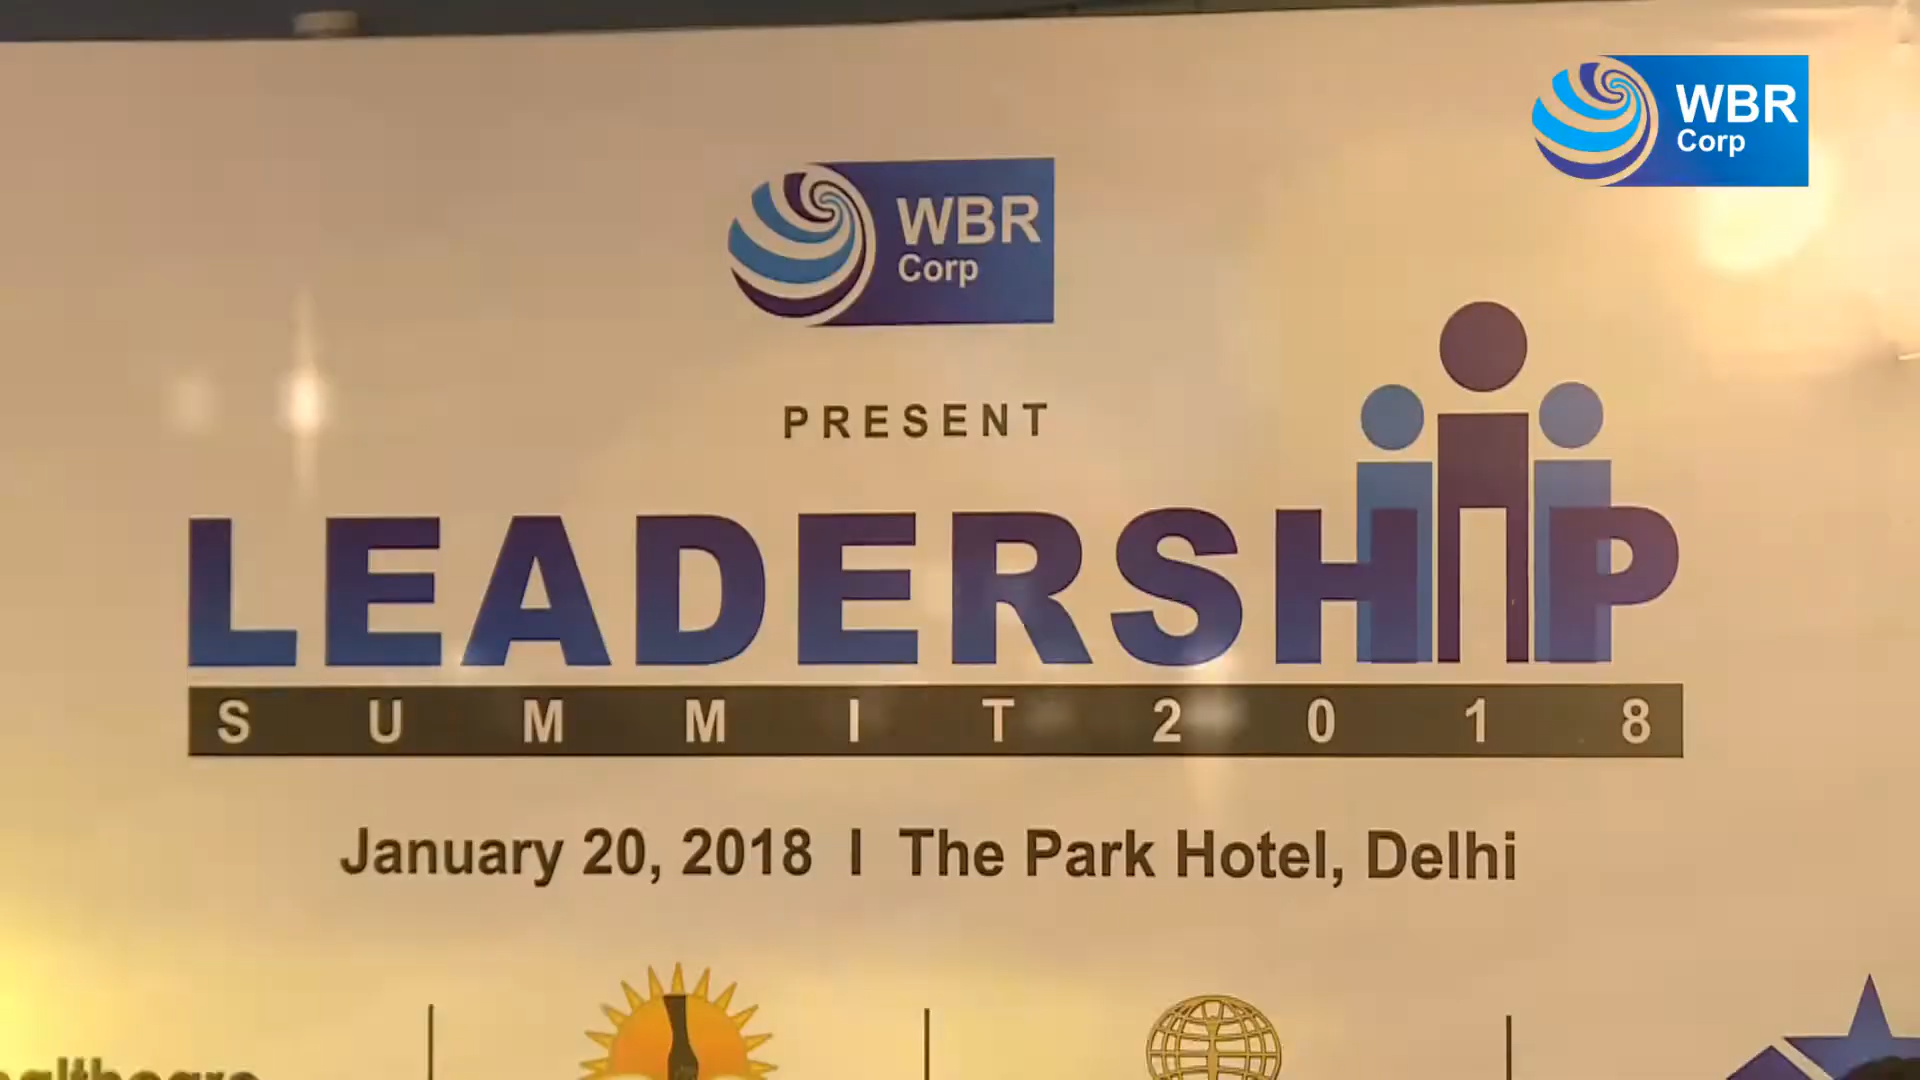 WBR
Corp
WBR
Corp
PRESENT
LEADERSHIP
SUMMIT 2018
January 20, 2018 | The Park Hotel, Delhi